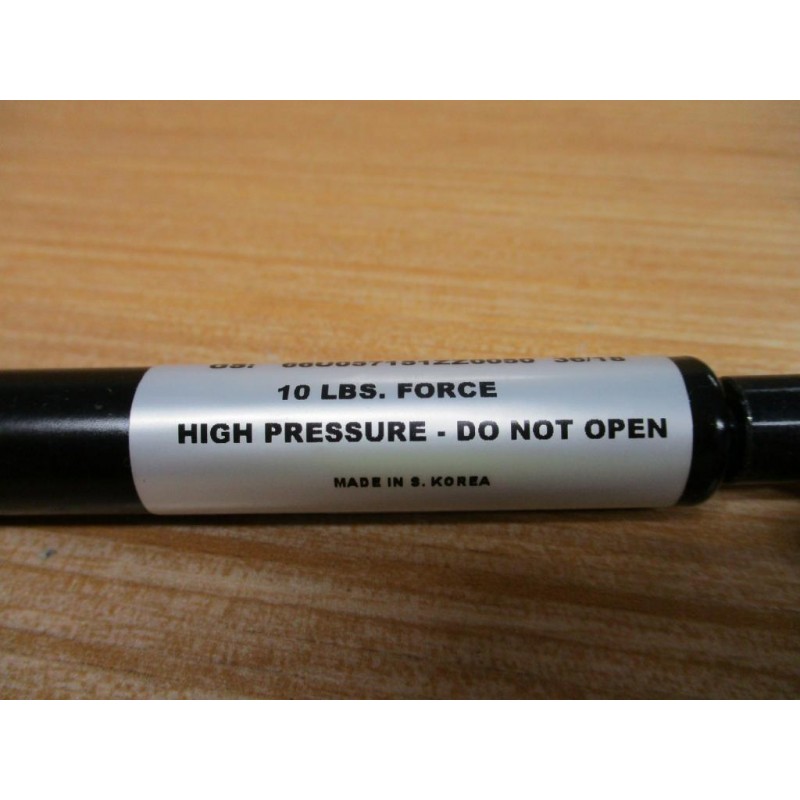 10 LBS. FORCE
HIGH PRESSURE - DO NOT OPEN
MADE IN S. KOREA